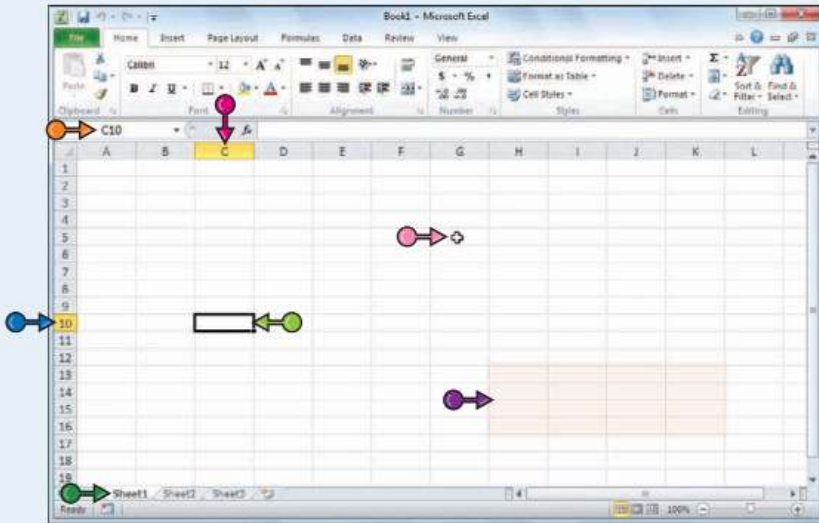 Book1 - Microsoft Excel
File Home Insert Page Layout Formulas Data Review View
Calibri 12 A A General Conditional Formatting Insert Σ
Paste B I U A $ % , Format as Table Delete Sort & Find &
Cell Styles Format Filter Select
Clipboard Font Alignment Number Styles Cells Editing
C10 fx
A B C D E F G H I J K L
1
2
3
4
5
6
7
8
9
10
11
12
13
14
15
16
17
18
19
Sheet1 Sheet2 Sheet3
Ready 100%